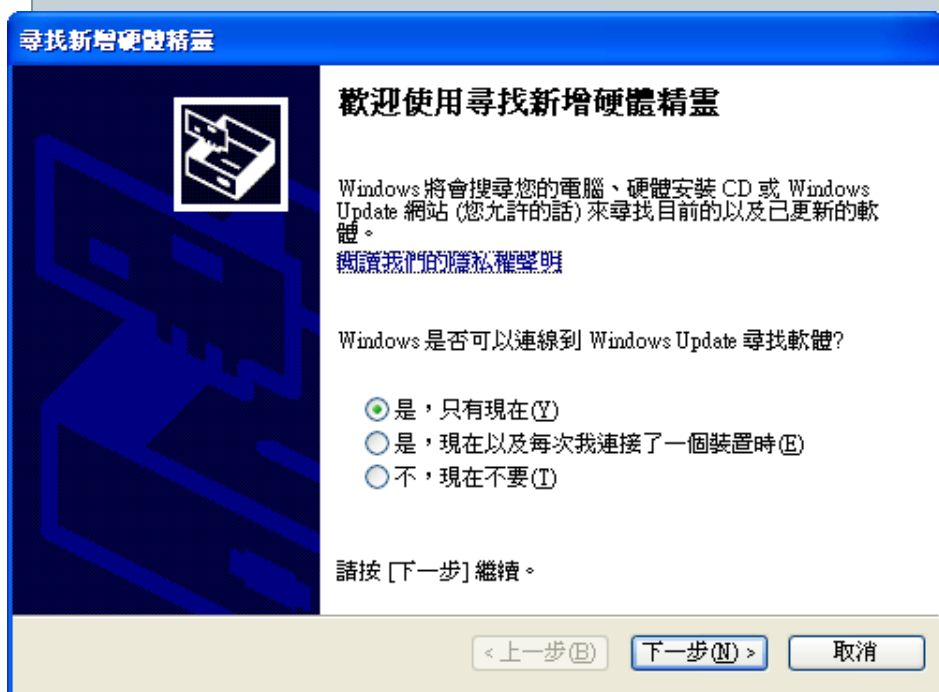 尋找新增硬體精靈
歡迎使用尋找新增硬體精靈
Windows 將會搜尋您的電腦、硬體安裝 CD 或 Windows
Update 網站 (您允許的話) 來尋找目前的以及已更新的軟
體。
閱讀我們的隱私權聲明
Windows 是否可以連線到 Windows Update 尋找軟體?
是，只有現在(Y)
是，現在以及每次我連接了一個裝置時(E)
不，現在不要(T)
請按 [下一步] 繼續。
< 上一步(B) 下一步(N) > 取消